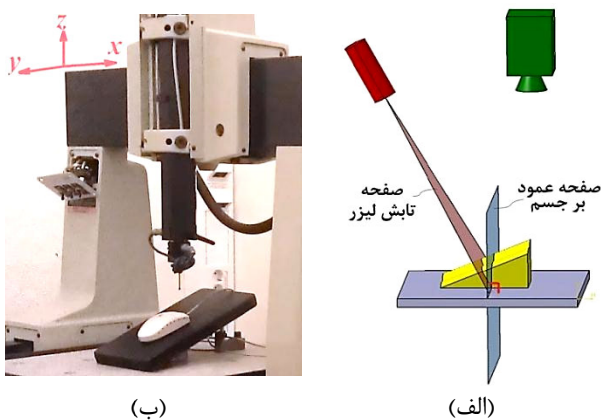 z
x
y
صفحه عمود
بر جسم
صفحه
تابش لیزر
(ب)
(الف)